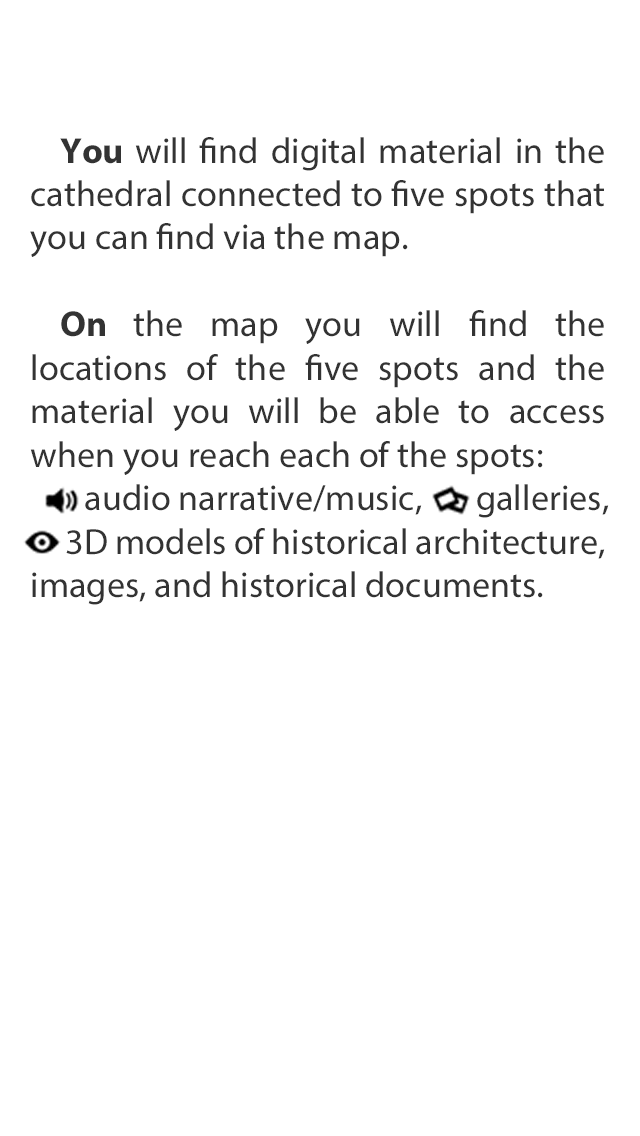 You will find digital material in the
cathedral connected to five spots that
you can find via the map.
On the map you will find the
locations of the five spots and the
material you will be able to access
when you reach each of the spots:
audio narrative/music, galleries,
3D models of historical architecture,
images, and historical documents.